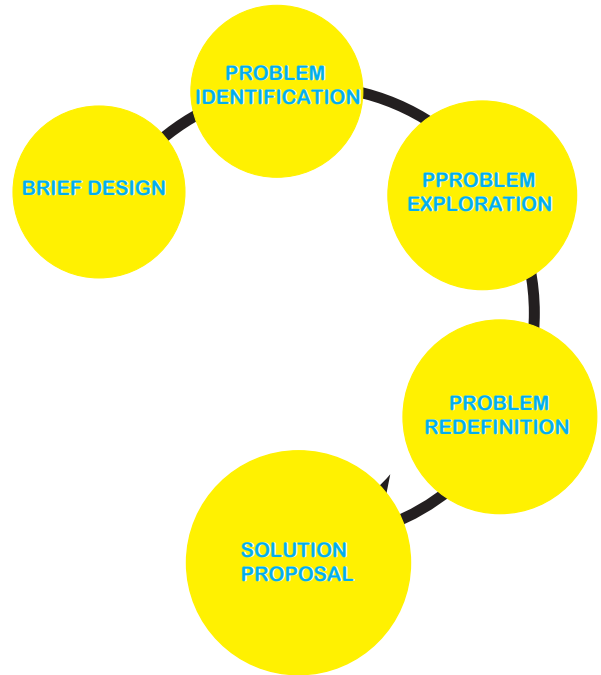 BRIEF DESIGN
PROBLEM
IDENTIFICATION
PPROBLEM
EXPLORATION
PROBLEM
REDEFINITION
SOLUTION
PROPOSAL